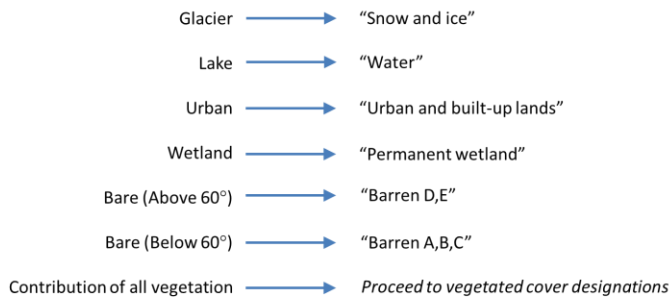 Glacier “Snow and ice”
Lake “Water”
Urban “Urban and built-up lands”
Wetland “Permanent wetland”
Bare (Above 60°) “Barren D,E”
Bare (Below 60°) “Barren A,B,C”
Contribution of all vegetation Proceed to vegetated cover designations